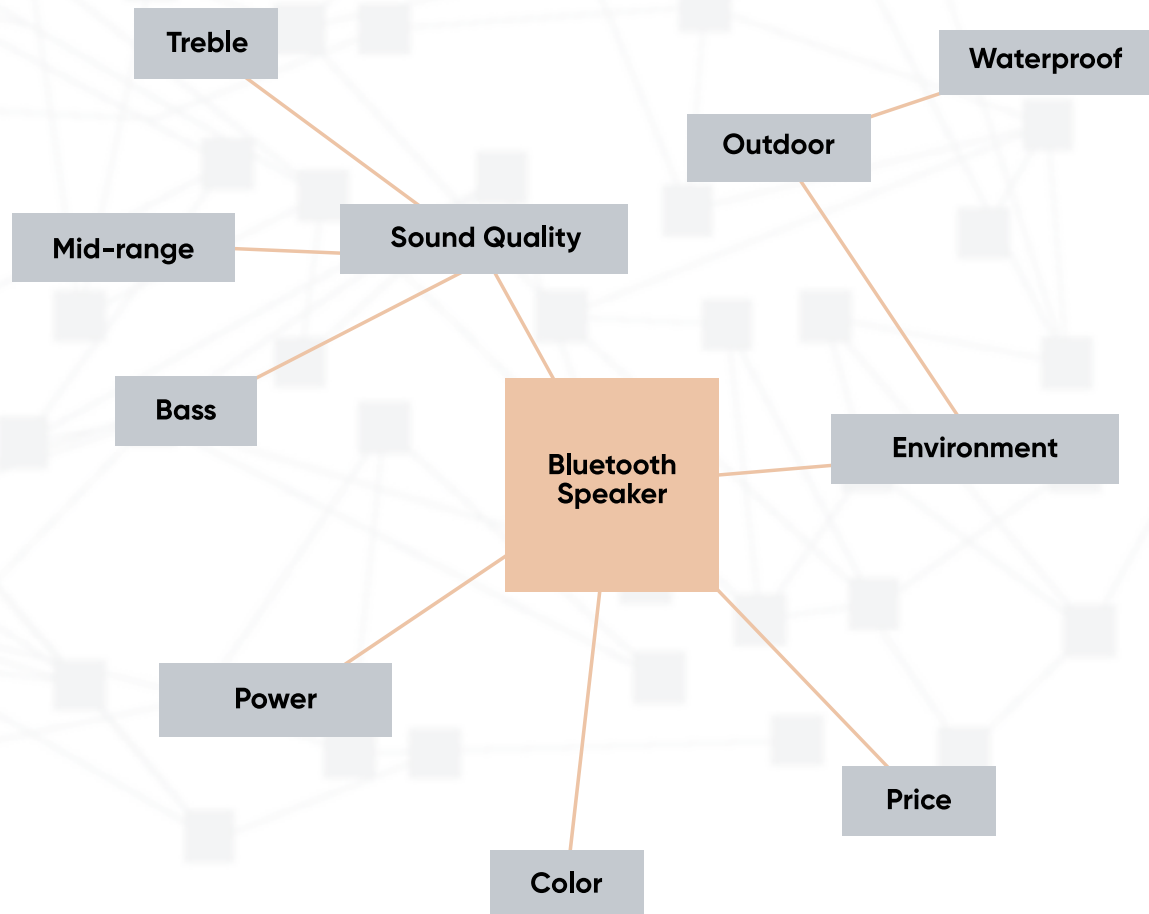 Treble
Waterproof
Outdoor
Sound Quality
Mid-range
Bass
Bluetooth
Speaker
Environment
Power
Price
Color